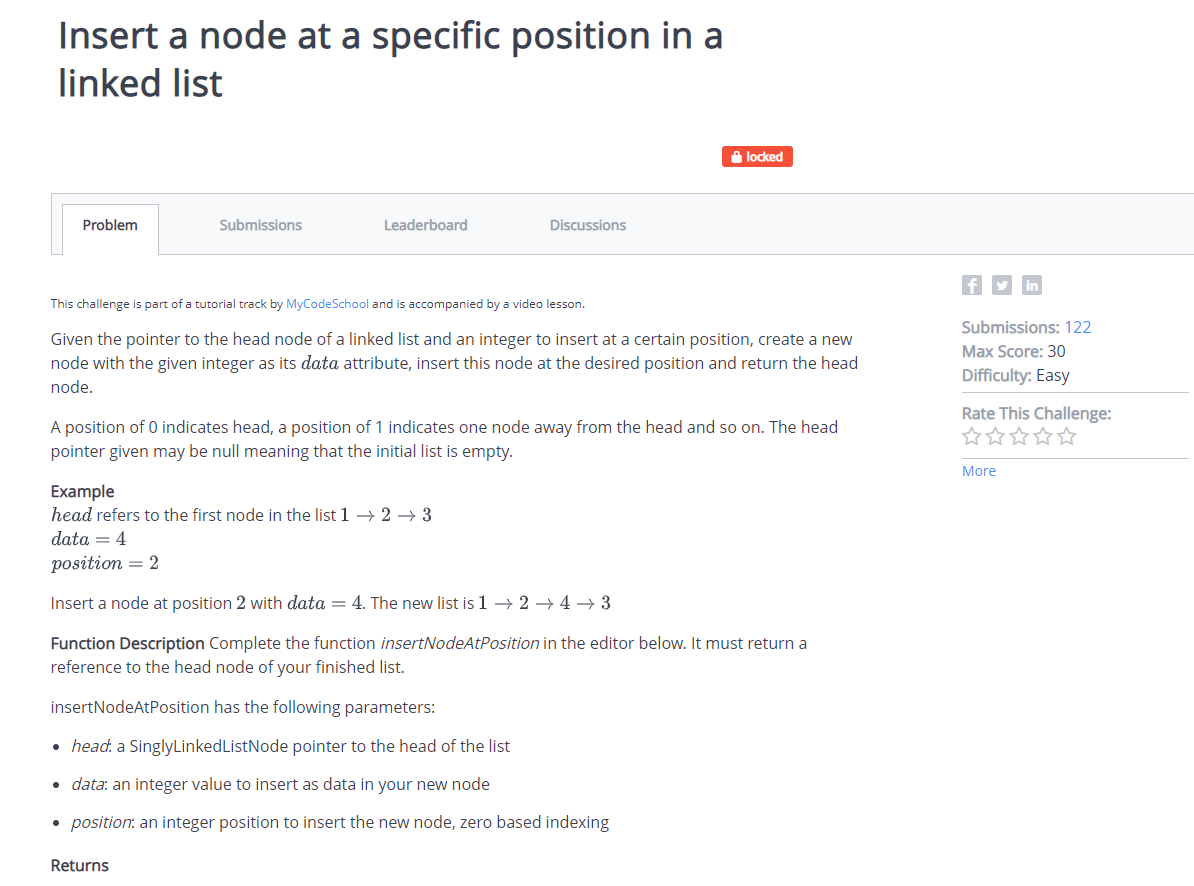 Insert a node at a specific position in a
linked list
locked
Problem
Submissions
Leaderboard
Discussions
This challenge is part of a tutorial track by MyCodeSchool and is accompanied by a video lesson.
Given the pointer to the head node of a linked list and an integer to insert at a certain position, create a new
node with the given integer as its data attribute, insert this node at the desired position and return the head
node.
A position of 0 indicates head, a position of 1 indicates one node away from the head and so on. The head
pointer given may be null meaning that the initial list is empty.
Example
head refers to the first node in the list 1 → 2 → 3
data = 4
position = 2
Insert a node at position 2 with data = 4. The new list is 1 → 2 → 4 → 3
Function Description Complete the function insertNodeAtPosition in the editor below. It must return a
reference to the head node of your finished list.
insertNodeAtPosition has the following parameters:
• head: a SinglyLinkedListNode pointer to the head of the list
• data: an integer value to insert as data in your new node
• position: an integer position to insert the new node, zero based indexing
Returns
f
in
Submissions: 122
Max Score: 30
Difficulty: Easy
Rate This Challenge:
More